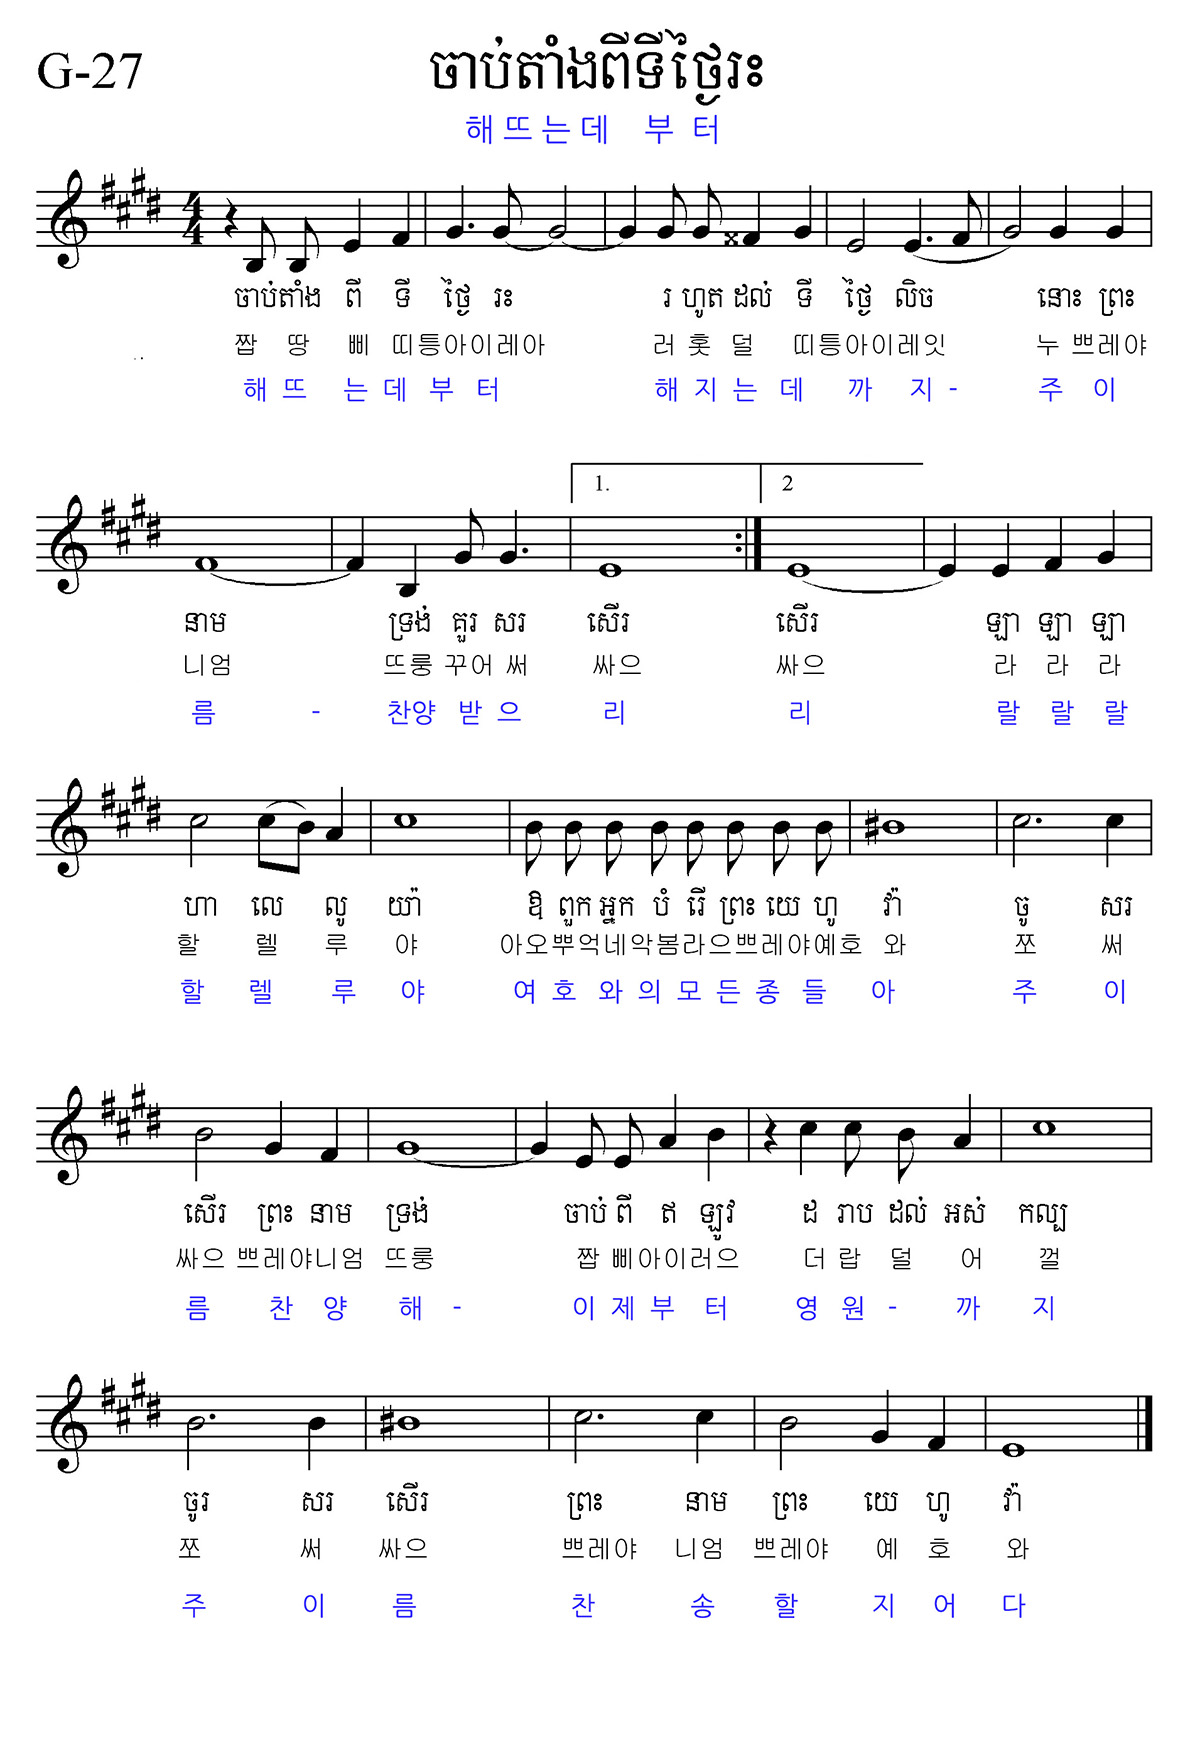 G-27
ចាប់តាំងពីទីថ្ងៃរះ
해 뜨 는 데 부 터
ចាប់តាំង ពី ទី ថ្ងៃ រះ រ ហូត ដល់ ទី ថ្ងៃ លិច នោះ ព្រះ
짭 땅 삐 띠틍아이레아 러 훗 덜 띠틍아이레잇 누 쁘레야
해 뜨 는 데 부 터 해 지 는 데 까 지 - 주 이
1. 2
នាម ទ្រង់ គួរ សរ សើរ សើរ ឡា ឡា ឡា
니엄 뜨룽 꾸어 써 싸으 싸으 라 라 라
름 - 찬양 받 으 리 리 랄 랄 랄
ហា លេ លូ យ៉ា ឱ ពួក អ្នក បំ រើ ព្រះ យេ ហូ វ៉ា ចូ សរ
할 렐 루 야 아오뿌억네악봄라으쁘레야예호 와 쪼 써
할 렐 루 야 여 호 와 의 모 든 종 들 아 주 이
សើរ ព្រះ នាម ទ្រង់ ចាប់ ពី ឥ ឡូវ ដ រាប ដល់ អស់ កល្ប
싸으 쁘레야니엄 뜨룽 짭 삐아이러으 더 랍 덜 어 껄
름 찬 양 해 - 이 제 부 터 영 원 - 까 지
ចូរ សរ សើរ ព្រះ នាម ព្រះ យេ ហូ វ៉ា
쪼 써 싸으 쁘레야 니엄 쁘레야 예 호 와
주 이 름 찬 송 할 지 어 다